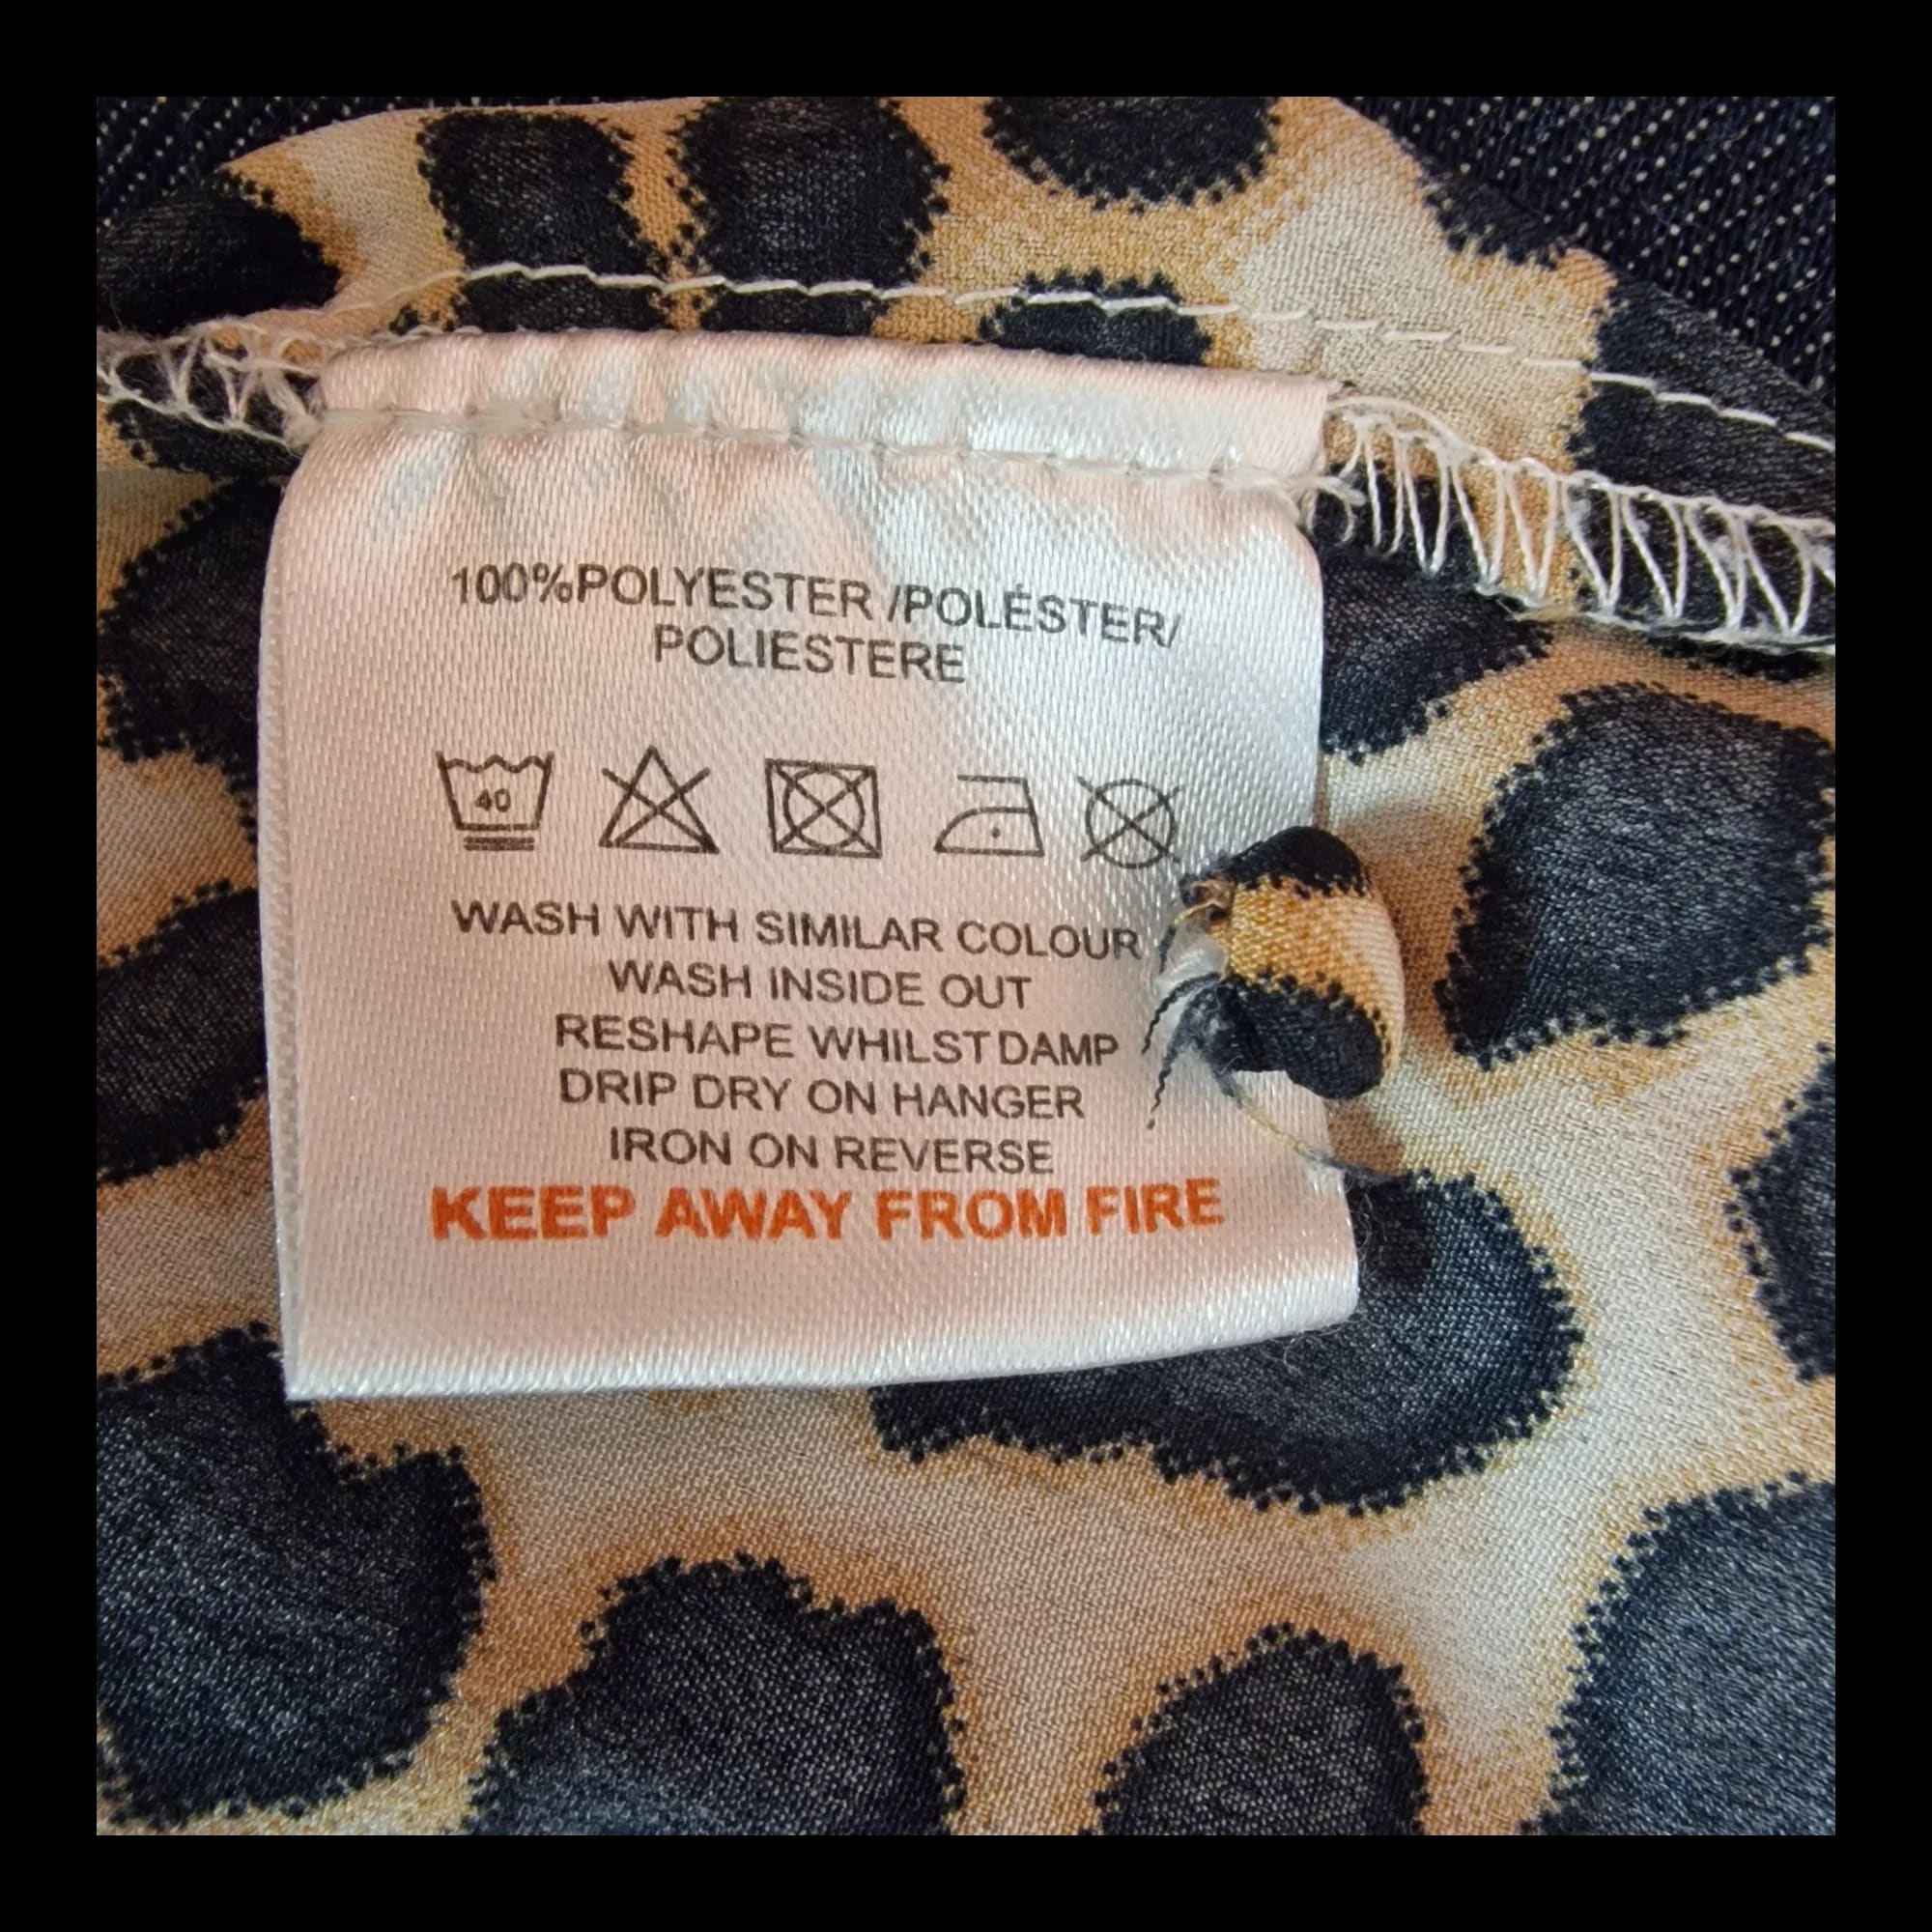 100%POLYESTER /POLÉSTER/
POLIESTERE
40
WASH WITH SIMILAR COLOUR
WASH INSIDE OUT
RESHAPE WHILST DAMP
DRIP DRY ON HANGER
IRON ON REVERSE
KEEP AWAY FROM FIRE